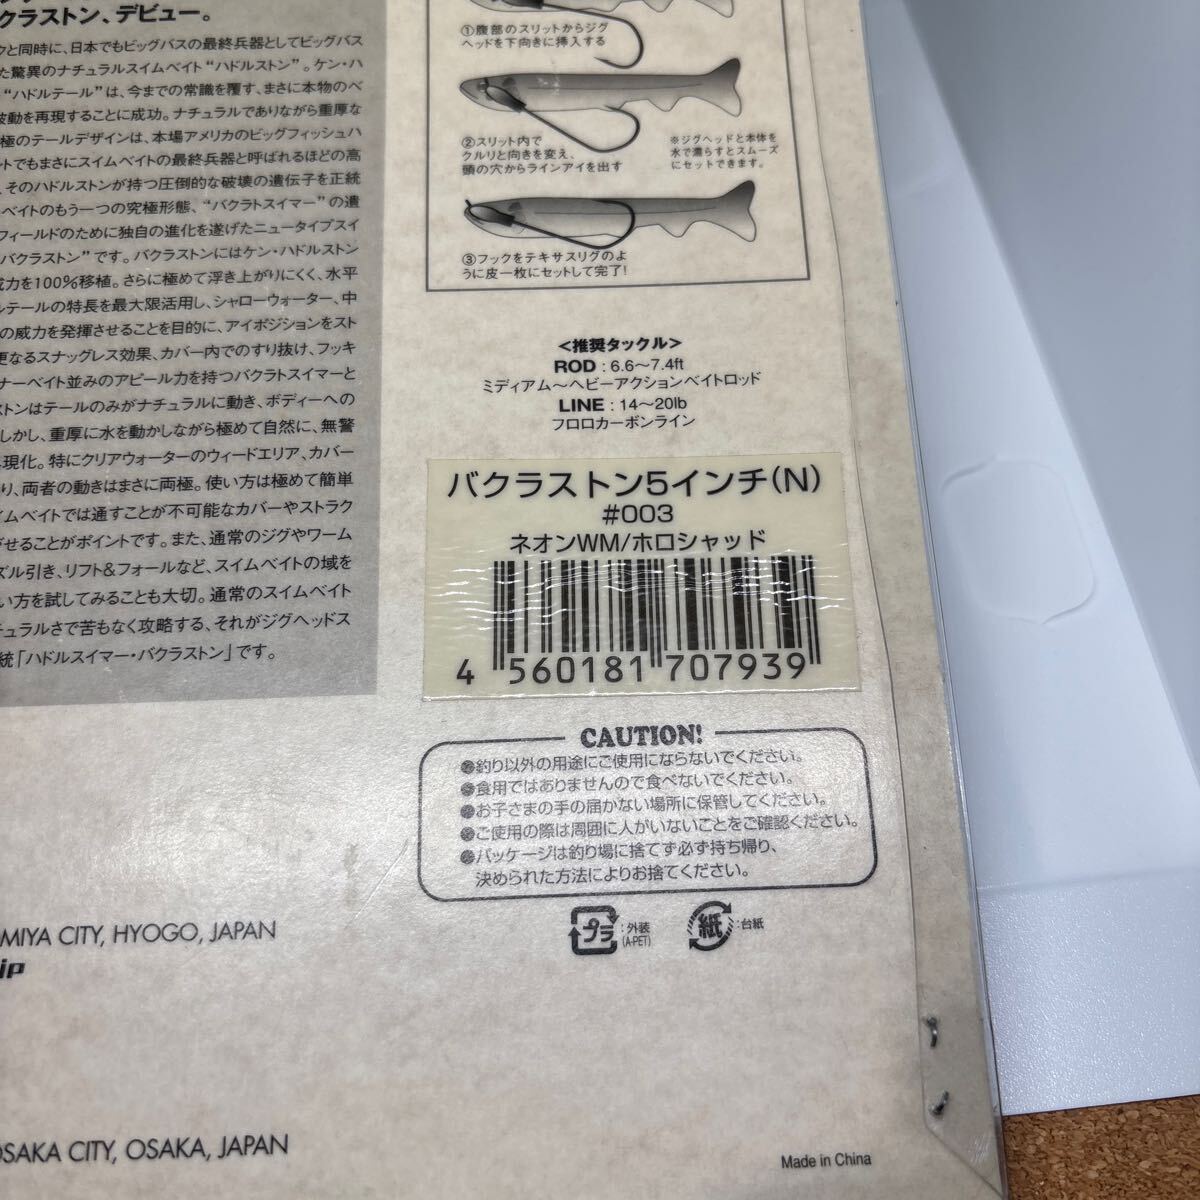 クラストン、デビュー。
クと同時に、日本でもビッグバスの最終兵器としてビッグバス
た驚異のナチュラルスイムベイト“ハドルストン”。ケン・ハ
“ハドルテール”は、今までの常識を覆す、まさに本物のベ
波動を再現することに成功。ナチュラルでありながら重厚な
極のテールデザインは、本場アメリカのビッグフィッシュハ
ントでもまさにスイムベイトの最終兵器と呼ばれるほどの高
、そのハドルストンが持つ圧倒的な破壊の遺伝子を正統
ベイトのもう一つの究極形態、“バクラトスイマー”の遺
フィールドのために独自の進化を遂げたニュータイプスイ
バクラストン”です。バクラストンにはケン・ハドルストン
威力を100%移植。さらに極めて浮き上がりにくく、水平
ルテールの特長を最大限活用し、シャローウォーター、中
の威力を発揮させることを目的に、アイポジションをスト
更なるスナッグレス効果、カバー内でのすり抜け、フッキ
ナーベイト並みのアピール力を持つバクラトスイマーと
ストンはテールのみがナチュラルに動き、ボディーへの
しかし、重厚に水を動かしながら極めて自然に、無警
再現化。特にクリアウォーターのウィードエリア、カバー
り、両者の動きはまさに両極。使い方は極めて簡単
イムベイトでは通すことが不可能なカバーやストラク
させることがポイントです。また、通常のジグやワーム
ズル引き、リフト&フォールなど、スイムベイトの域を
い方を試してみることも大切。通常のスイムベイト
チュラルさで苦もなく攻略する、それがジグヘッドス
統「ハドルスイマー・バクラストン」です。
①腹部のスリットからジグ
ヘッドを下向きに挿入する
②スリット内で
クルリと向きを変え、
頭の穴からラインアイを出す
※ジグヘッドと本体を
水で濡らすとスムーズ
にセットできます。
③フックをテキサスリグのよ
うに皮一枚にセットして完了!
<推奨タックル>
ROD : 6.6〜7.4ft
ミディアム〜ヘビーアクションベイトロッド
LINE : 14〜20lb
フロロカーボンライン
バクラストン5インチ(N)
#003
ネオンWM/ホロシャッド
4 560181 707939
CAUTION!
●釣り以外の用途にご使用にならないでください。
●食用ではありませんので食べないでください。
●お子さまの手の届かない場所に保管してください。
●ご使用の際は周囲に人がいないことをご確認ください。
●パッケージは釣り場に捨てず必ず持ち帰り、
決められた方法によりお捨てください。
プラ :外装
(A-PET)
紙 :台紙
MIYA CITY, HYOGO, JAPAN
jp
OSAKA CITY, OSAKA, JAPAN
Made in China